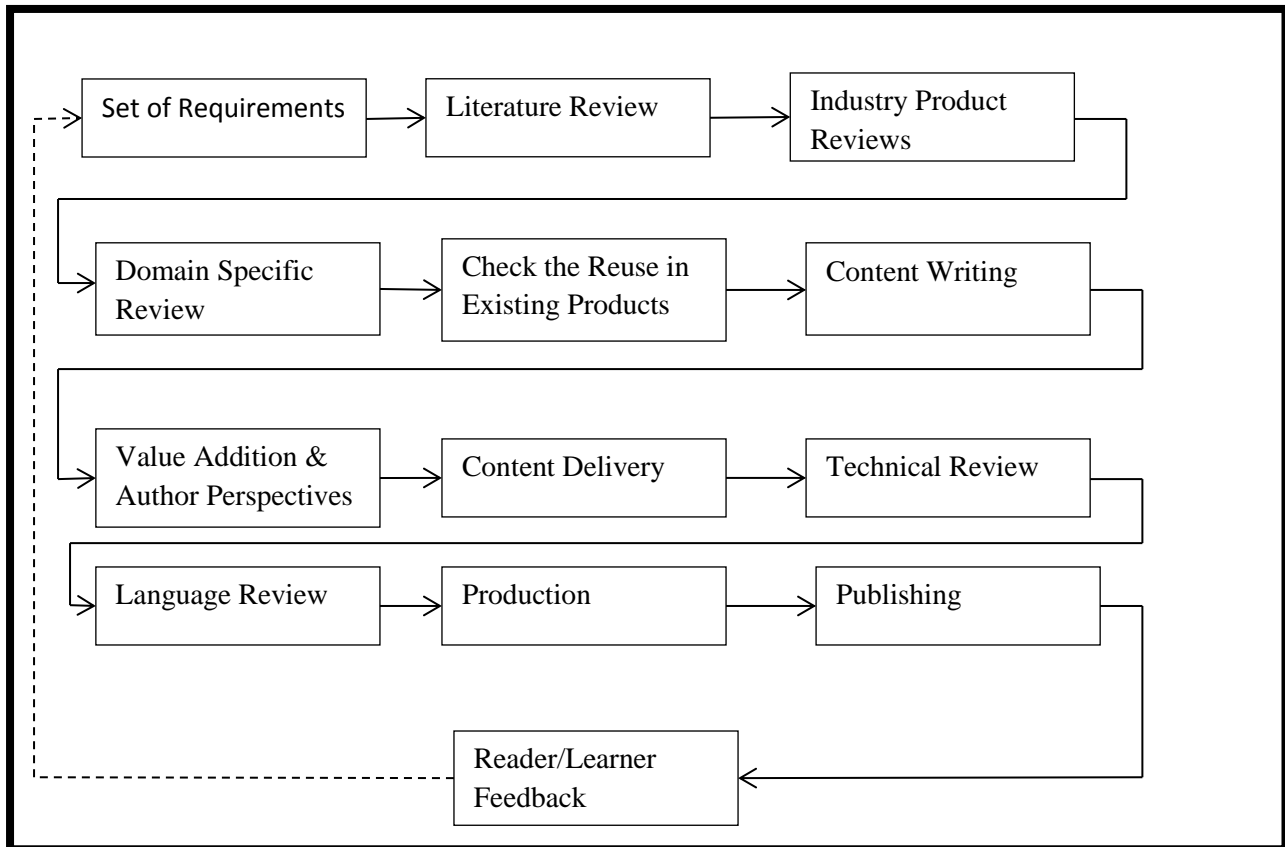 Set of Requirements
Literature Review
Industry Product
Reviews
Domain Specific
Review
Check the Reuse in
Existing Products
Content Writing
Value Addition &
Author Perspectives
Content Delivery
Technical Review
Language Review
Production
Publishing
Reader/Learner
Feedback